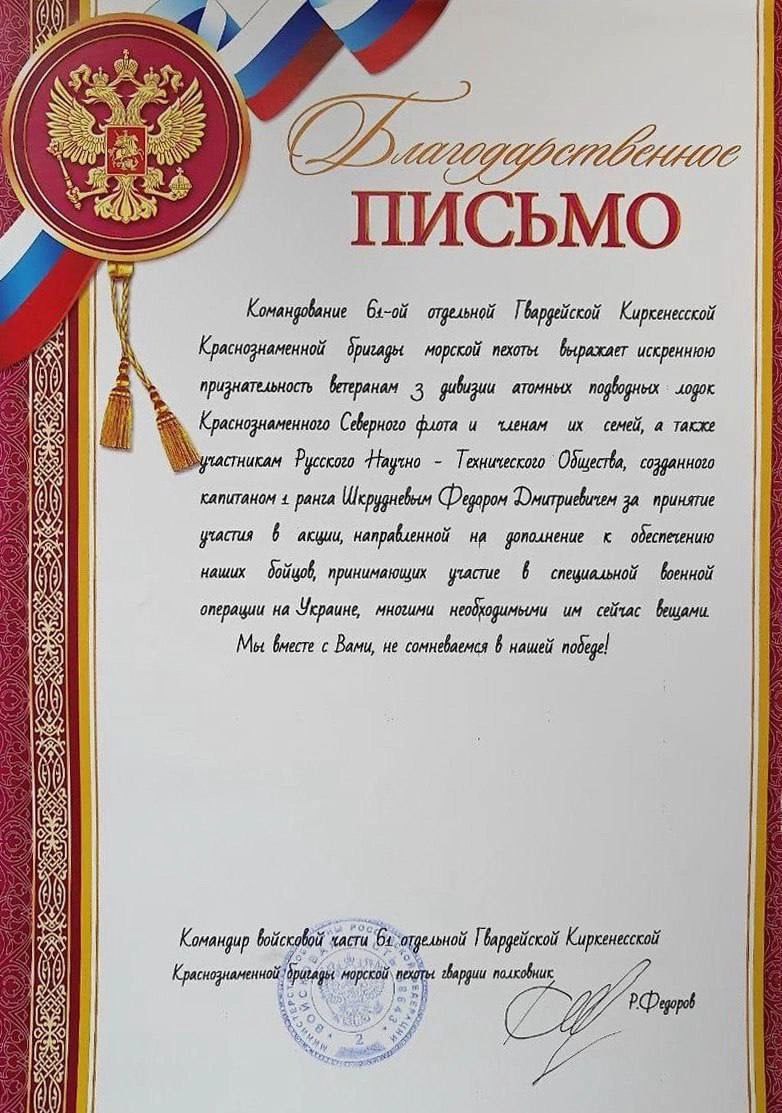 Благодарственное
ПИСЬМО
Командование 61-ой отдельной Гвардейской Киркенесской
Краснознаменной бригады морской пехоты выражает искреннюю
признательность ветеранам 3 дивизии атомных подводных лодок
Краснознаменного Северного флота и членам их семей, а также
участникам Русского Научно - Технического Общества, созданного
капитаном 1 ранга Шкрудневым Федором Дмитриевичем за принятие
участия в акции, направленной на дополнение к обеспечению
наших бойцов, принимающих участие в специальной военной
операции на Украине, многими необходимыми им сейчас вещами.
Мы вместе с Вами, не сомневаемся в нашей победе!
Командир войсковой части 61 отдельной Гвардейской Киркенесской
Краснознаменной бригады морской пехоты гвардии полковник
Р.Федоров
2